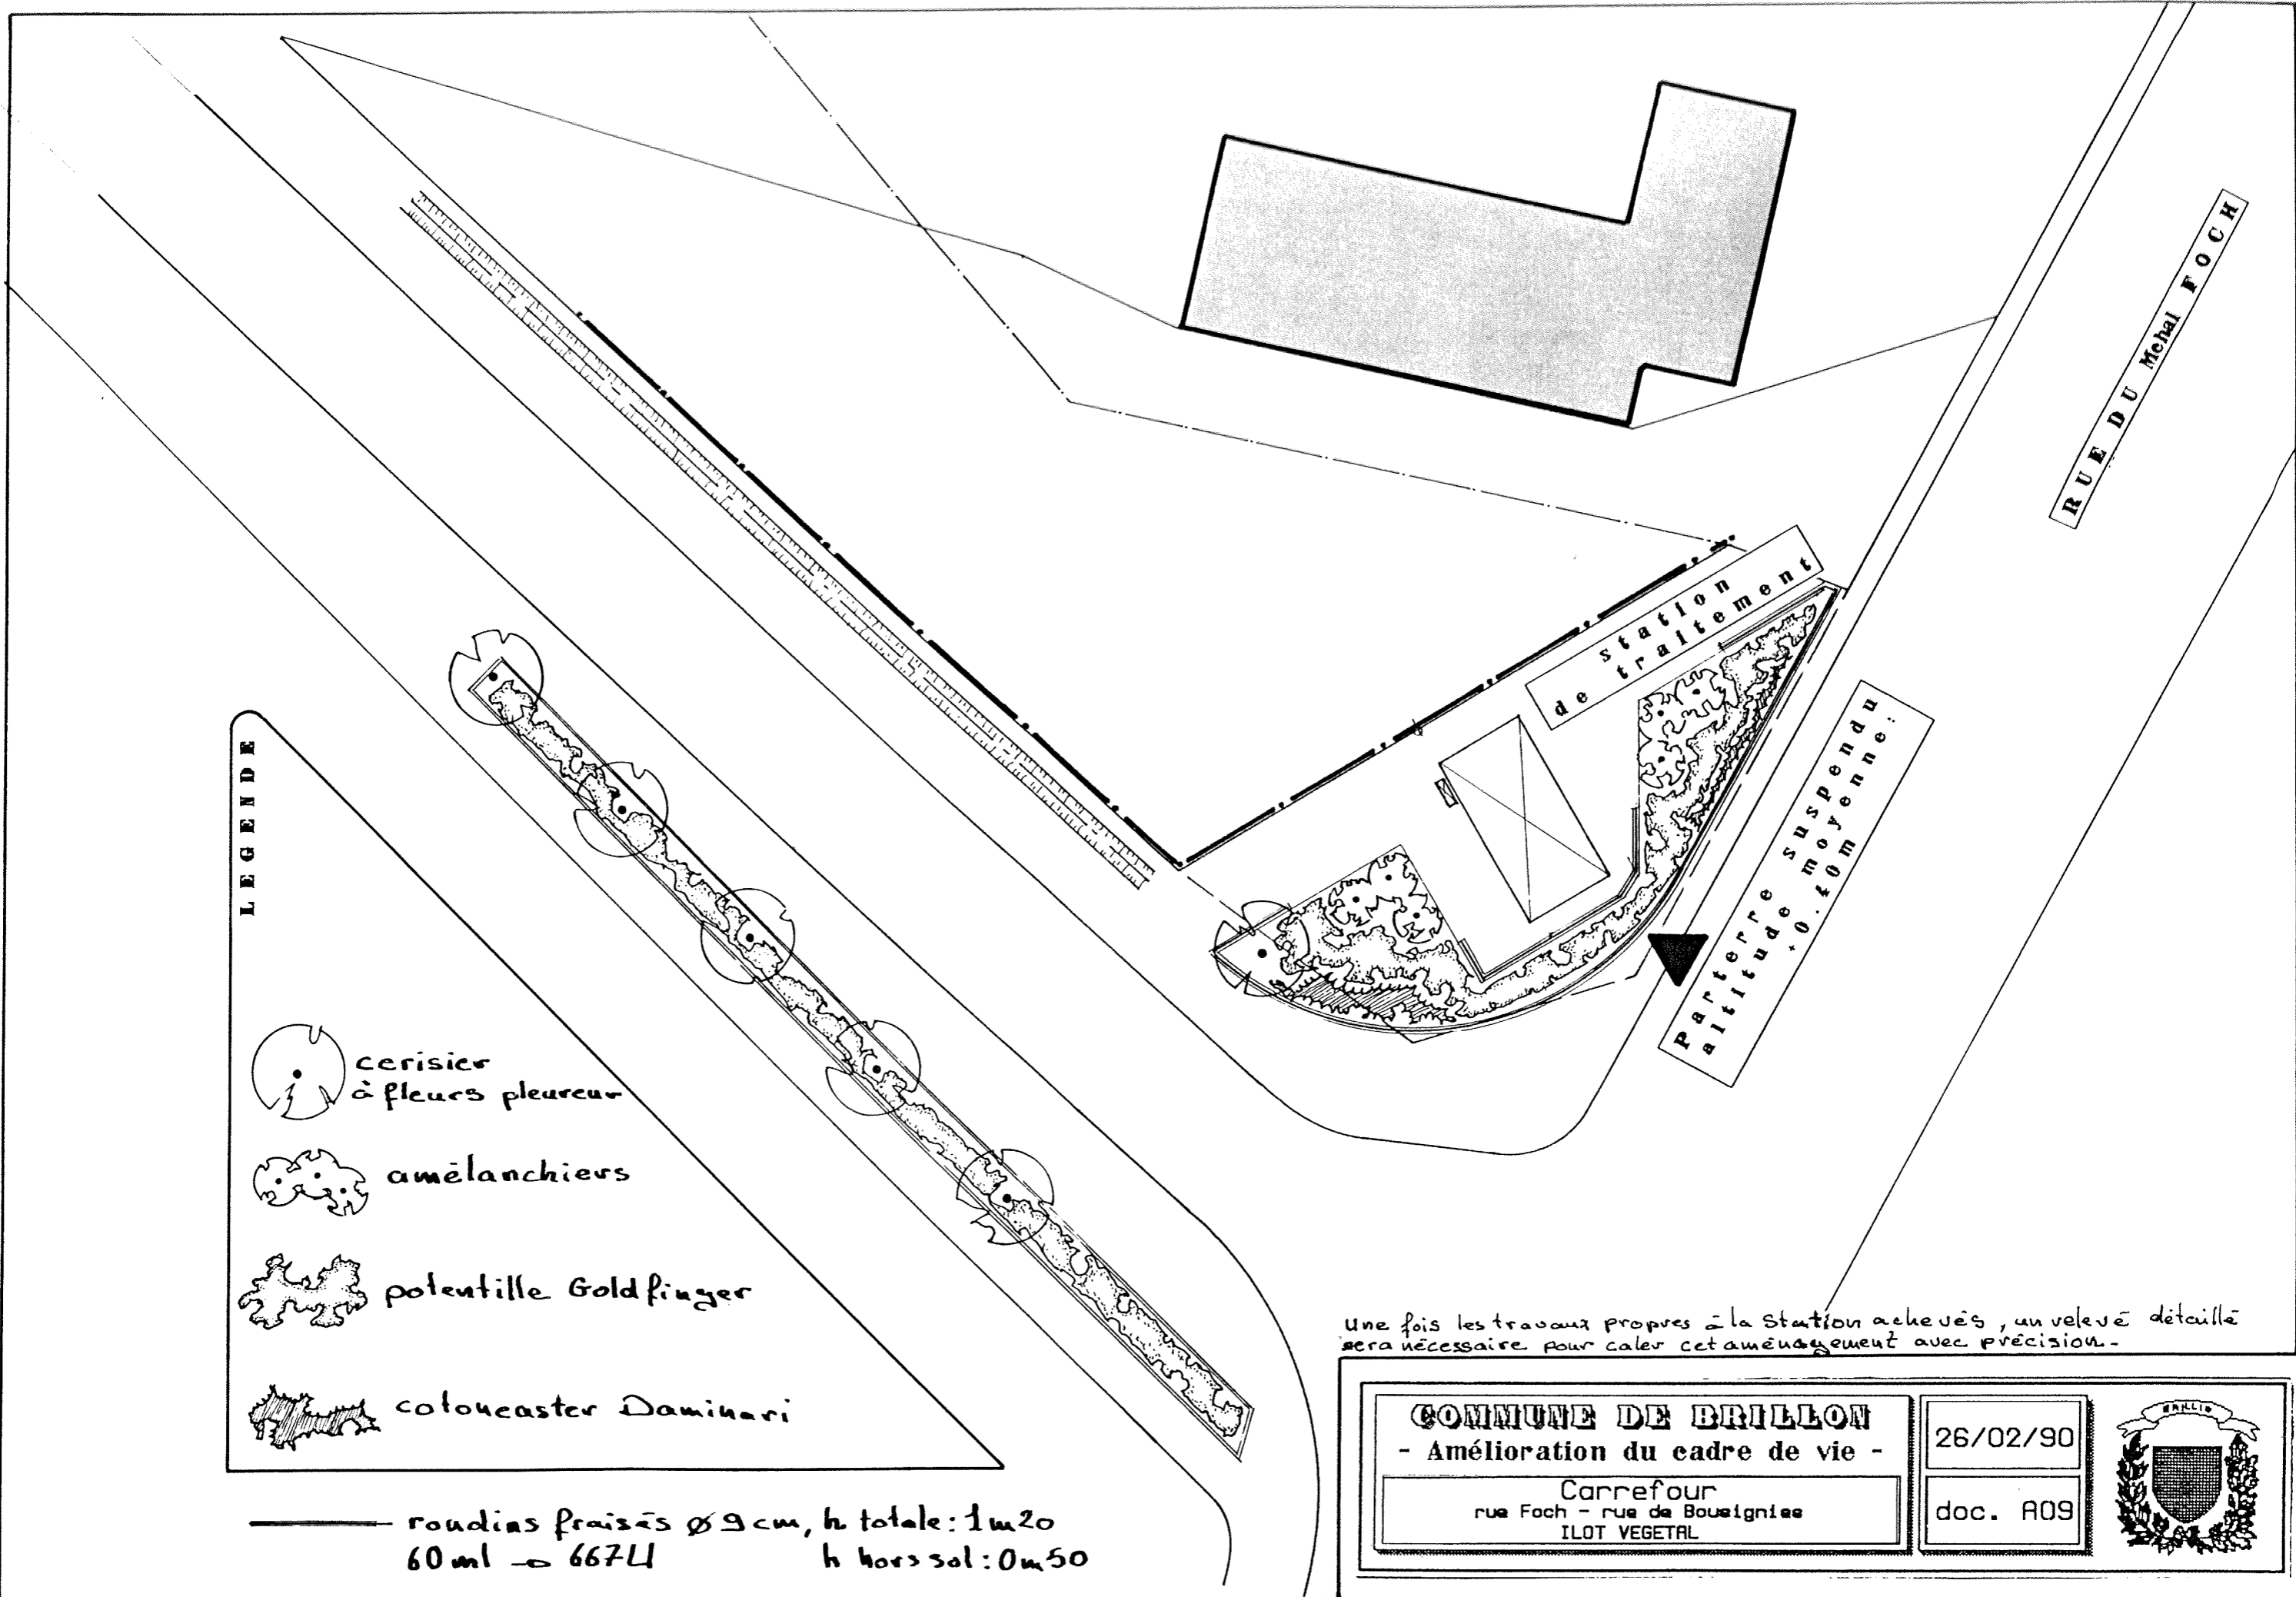 RUE DU Mchal FOCH
station
de traitement
Parterre suspendu
altitude moyenne:
+0.40m
LEGENDE
cerisier
à fleurs pleureur
amélanchiers
potentille Goldfinger
cotoneaster Daminari
rondins fraisés Ø 9cm, h totale: 1m20
60ml → 667U
h hors sol: 0m50
Une fois les travaux propres à la Station achevés, un relevé détaillé
sera nécessaire pour caler cet aménagement avec précision-
COMMUNE DE BRILLON
- Amélioration du cadre de vie -
Carrefour
rue Foch - rue de Bousignies
ILOT VEGETAL
26/02/90
doc. A09